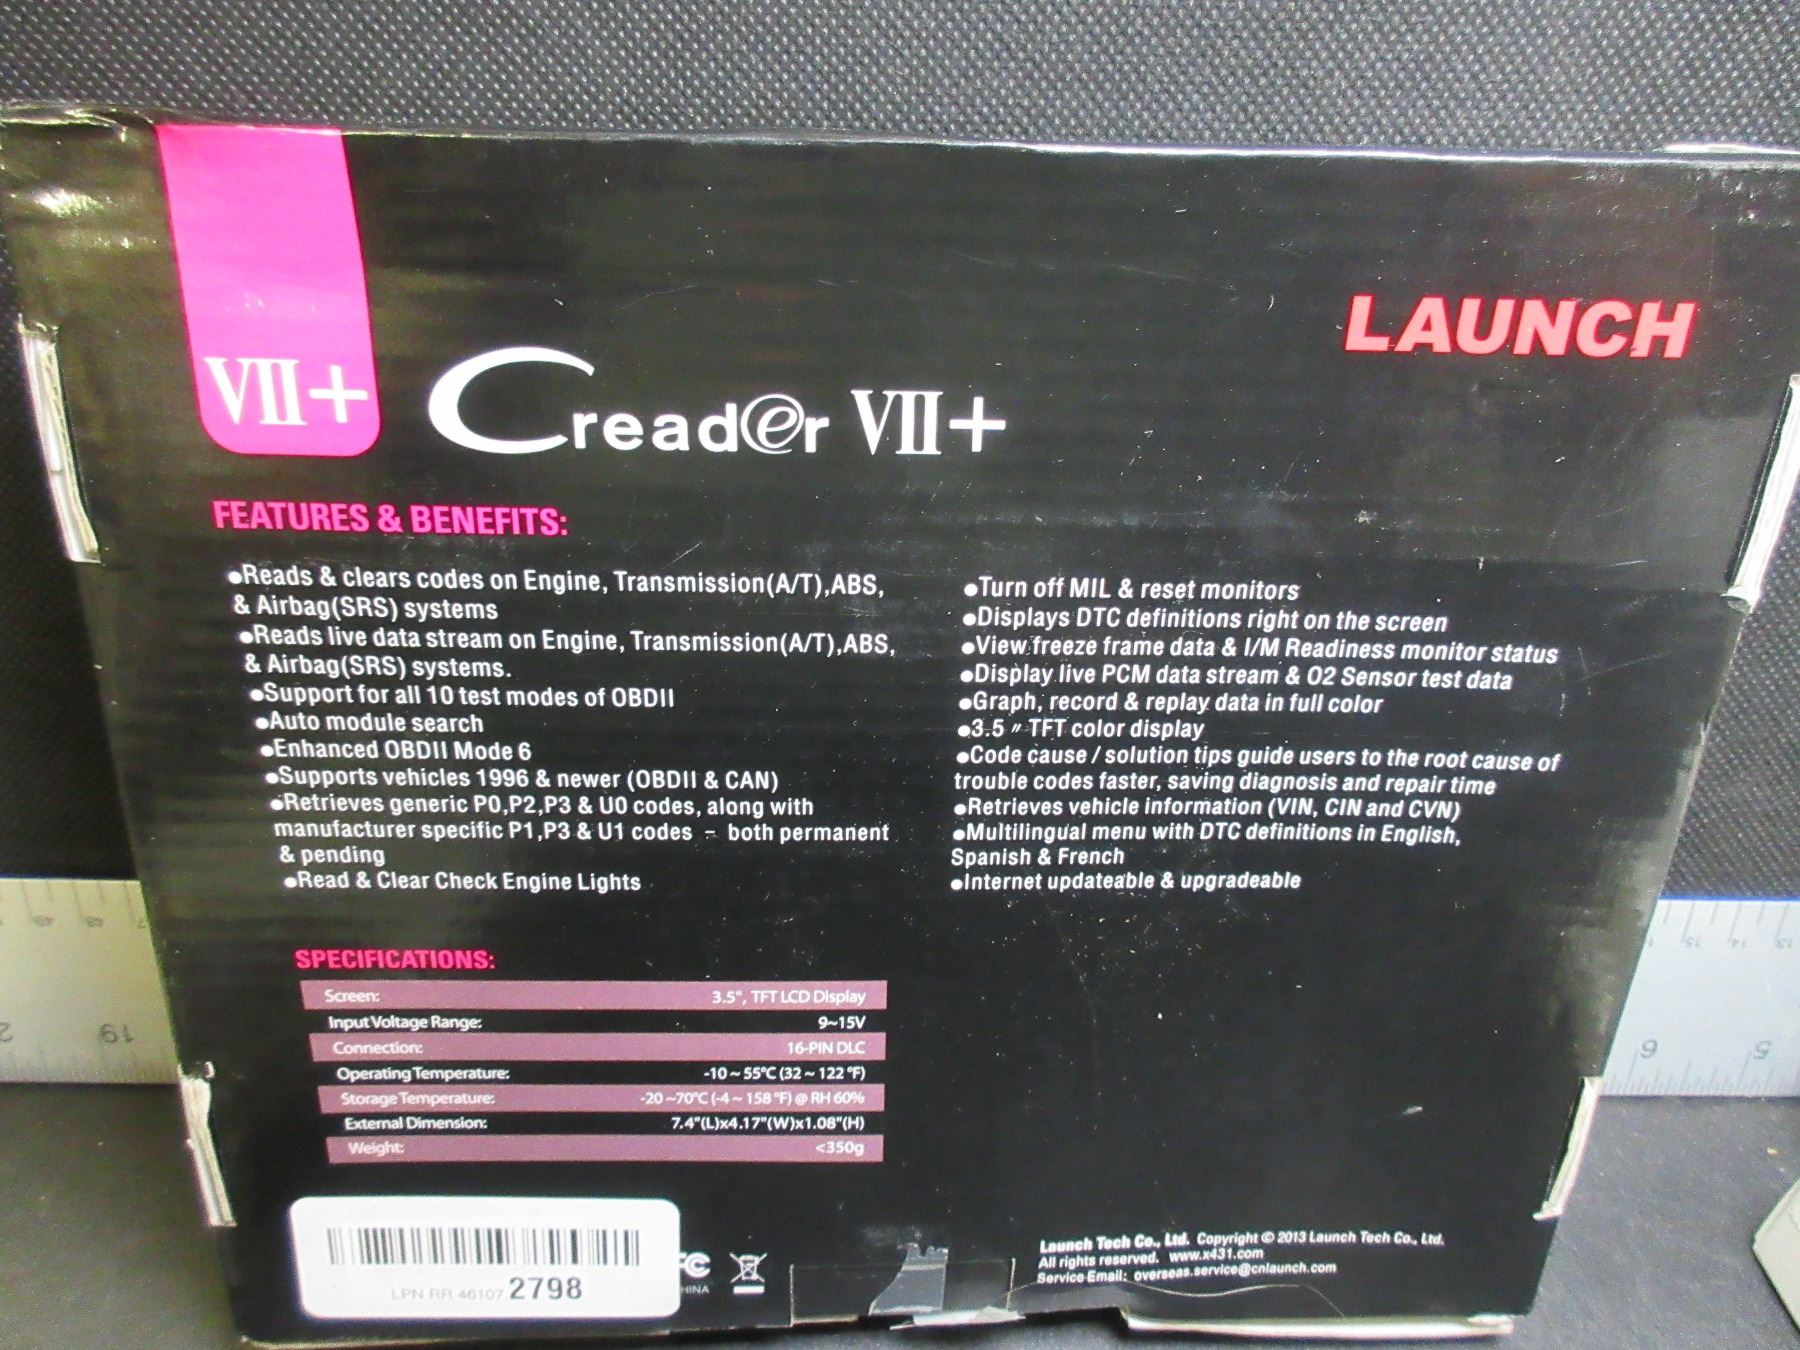 VII+
Creader VII+
LAUNCH
FEATURES & BENEFITS:
●Reads & clears codes on Engine, Transmission(A/T),ABS,
& Airbag(SRS) systems
●Reads live data stream on Engine, Transmission(A/T),ABS,
& Airbag(SRS) systems.
●Support for all 10 test modes of OBDII
●Auto module search
●Enhanced OBDII Mode 6
●Supports vehicles 1996 & newer (OBDII & CAN)
●Retrieves generic P0,P2,P3 & U0 codes, along with
manufacturer specific P1,P3 & U1 codes - both permanent
& pending
●Read & Clear Check Engine Lights
●Turn off MIL & reset monitors
●Displays DTC definitions right on the screen
●View freeze frame data & I/M Readiness monitor status
●Display live PCM data stream & O2 Sensor test data
●Graph, record & replay data in full color
●3.5 " TFT color display
●Code cause / solution tips guide users to the root cause of
trouble codes faster, saving diagnosis and repair time
●Retrieves vehicle information (VIN, CIN and CVN)
●Multilingual menu with DTC definitions in English,
Spanish & French
●Internet updateable & upgradeable
SPECIFICATIONS:
Screen: 3.5", TFT LCD Display
Input Voltage Range: 9~15V
Connection: 16-PIN DLC
Operating Temperature: -10 ~ 55°C (32 ~ 122 °F)
Storage Temperature: -20 ~70°C (-4 ~ 158 °F) @ RH 60%
External Dimension: 7.4"(L)x4.17"(W)x1.08"(H)
Weight: <350g
LPN RR 46107 2798
FC
HINA
Launch Tech Co., Ltd. Copyright © 2013 Launch Tech Co., Ltd.
All rights reserved. www.x431.com
Service Email: overseas.service@cnlaunch.com
19
6
5